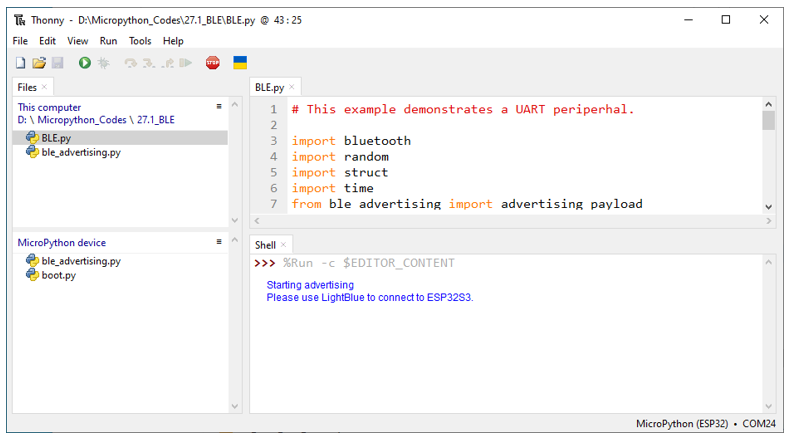 Thonny - D:\Micropython_Codes\27.1_BLE\BLE.py @ 43 : 25
File Edit View Run Tools Help
STOP
Files
This computer
D: \ Micropython_Codes \ 27.1_BLE
BLE.py
ble_advertising.py
MicroPython device
ble_advertising.py
boot.py
BLE.py
1 # This example demonstrates a UART periperhal.
2
3 import bluetooth
4 import random
5 import struct
6 import time
7 from ble_advertising import advertising_payload
Shell
>>> %Run -c $EDITOR_CONTENT
Starting advertising
Please use LightBlue to connect to ESP32S3.
MicroPython (ESP32) • COM24